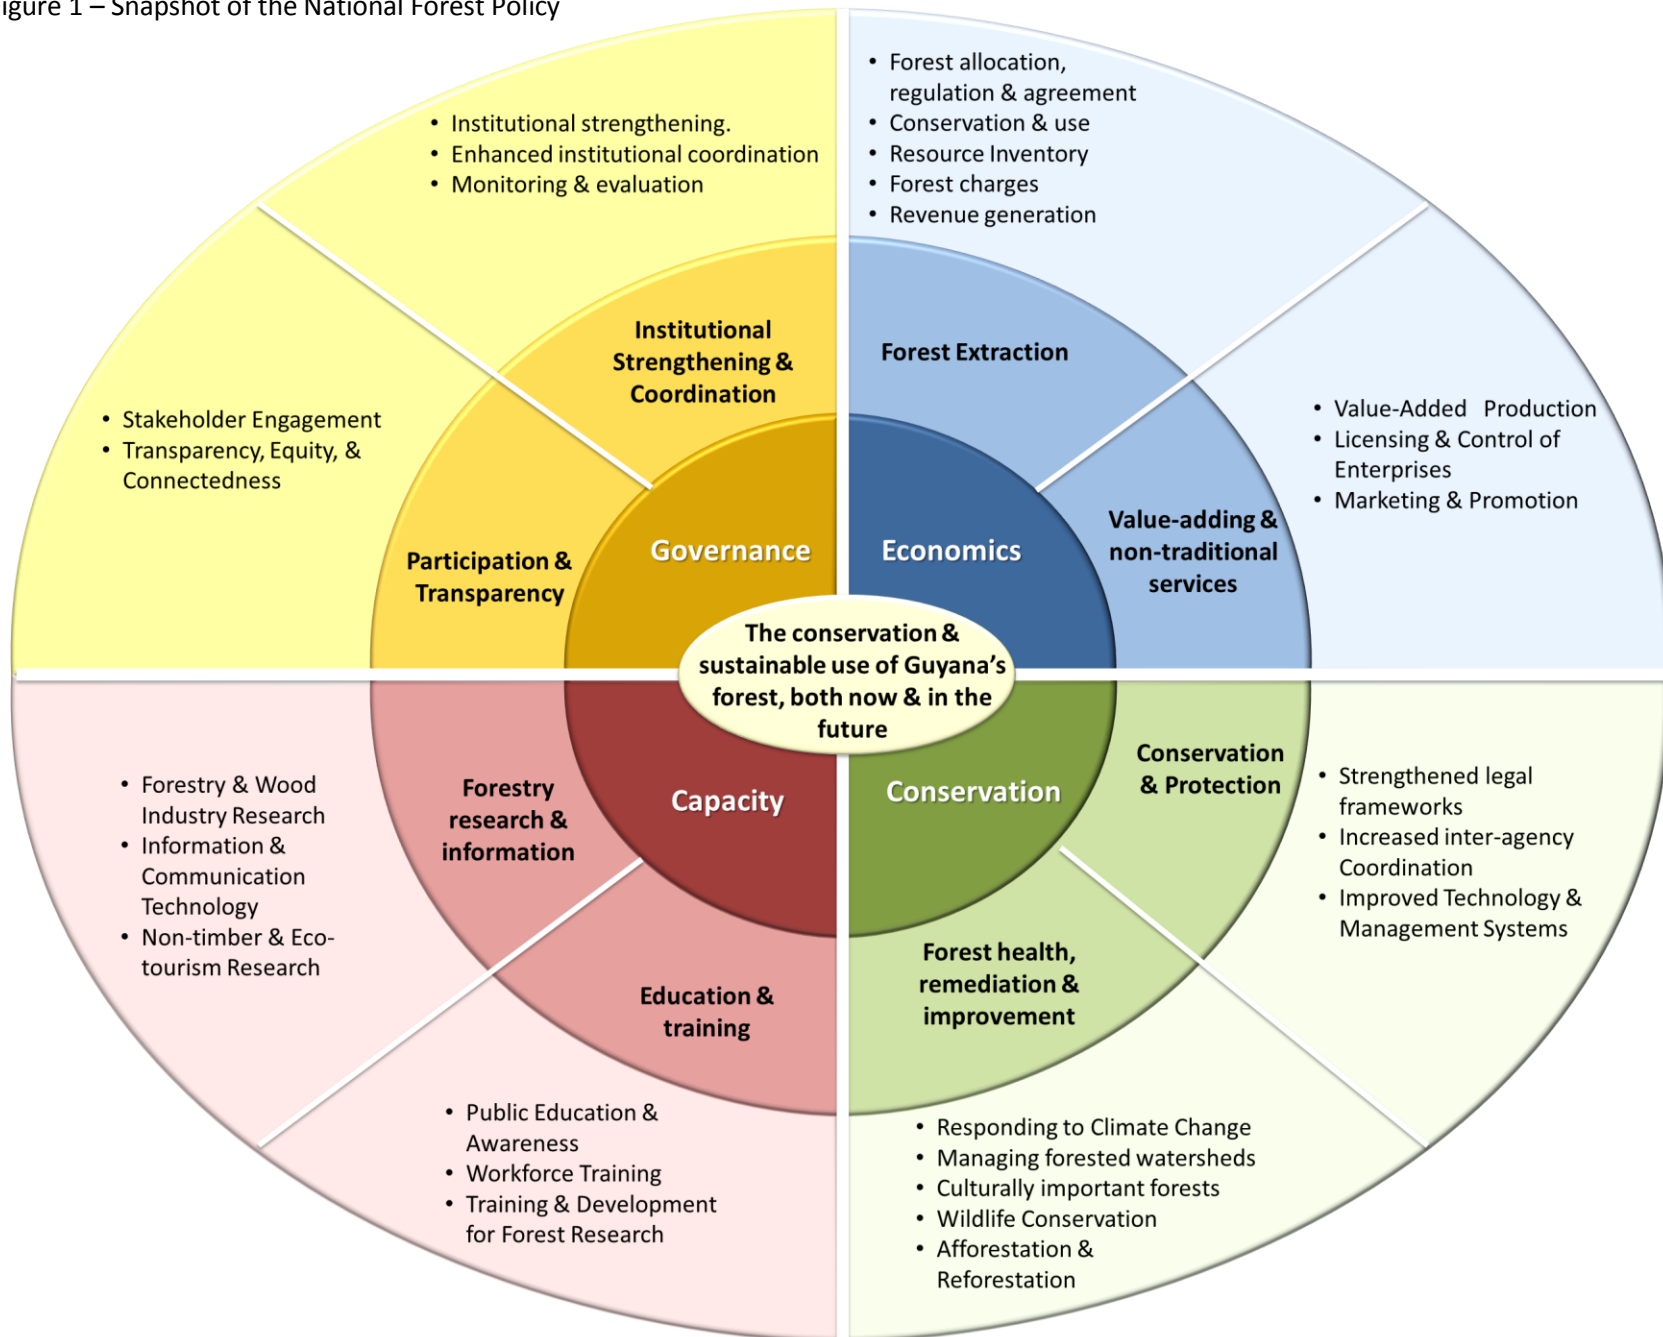 igure 1 – Snapshot of the National Forest Policy
• Institutional strengthening.
• Enhanced institutional coordination
• Monitoring & evaluation
• Forest allocation,
regulation & agreement
• Conservation & use
• Resource Inventory
• Forest charges
• Revenue generation
Institutional
Strengthening &
Coordination
Forest Extraction
• Stakeholder Engagement
• Transparency, Equity, &
Connectedness
• Value-Added Production
• Licensing & Control of
Enterprises
• Marketing & Promotion
Participation &
Transparency
Governance
Economics
Value-adding &
non-traditional
services
The conservation &
sustainable use of Guyana's
forest, both now & in the
future
• Forestry & Wood
Industry Research
• Information &
Communication
Technology
• Non-timber & Eco-
tourism Research
Forestry
research &
information
Capacity
Conservation
Conservation
& Protection
• Strengthened legal
frameworks
• Increased inter-agency
Coordination
• Improved Technology &
Management Systems
Education &
training
Forest health,
remediation &
improvement
• Public Education &
Awareness
• Workforce Training
• Training & Development
for Forest Research
• Responding to Climate Change
• Managing forested watersheds
• Culturally important forests
• Wildlife Conservation
• Afforestation &
Reforestation